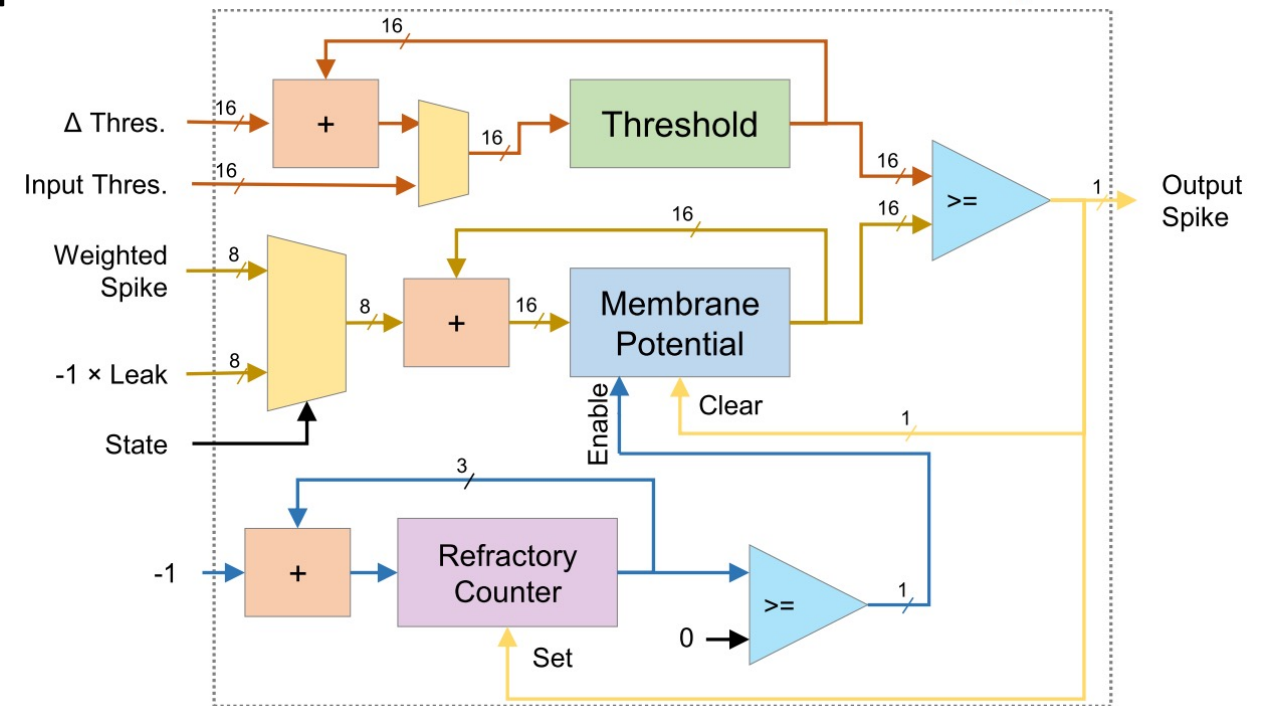 16
Δ Thres.
16
+
16
Threshold
Input Thres.
16
16
>=
1
Output
Spike
16
16
Weighted
Spike
8
8
+
16
Membrane
Potential
-1 × Leak
8
Enable
Clear
1
State
3
-1
+
Refractory
Counter
>=
1
0
Set